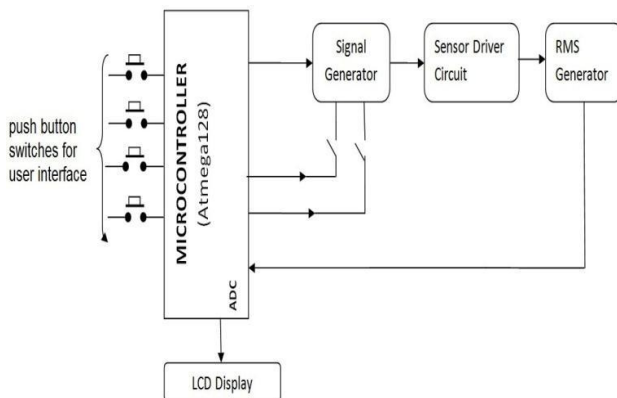 push button
switches for
user interface
MICROCONTROLLER
(Atmega128)
ADC
Signal
Generator
Sensor Driver
Circuit
RMS
Generator
LCD Display